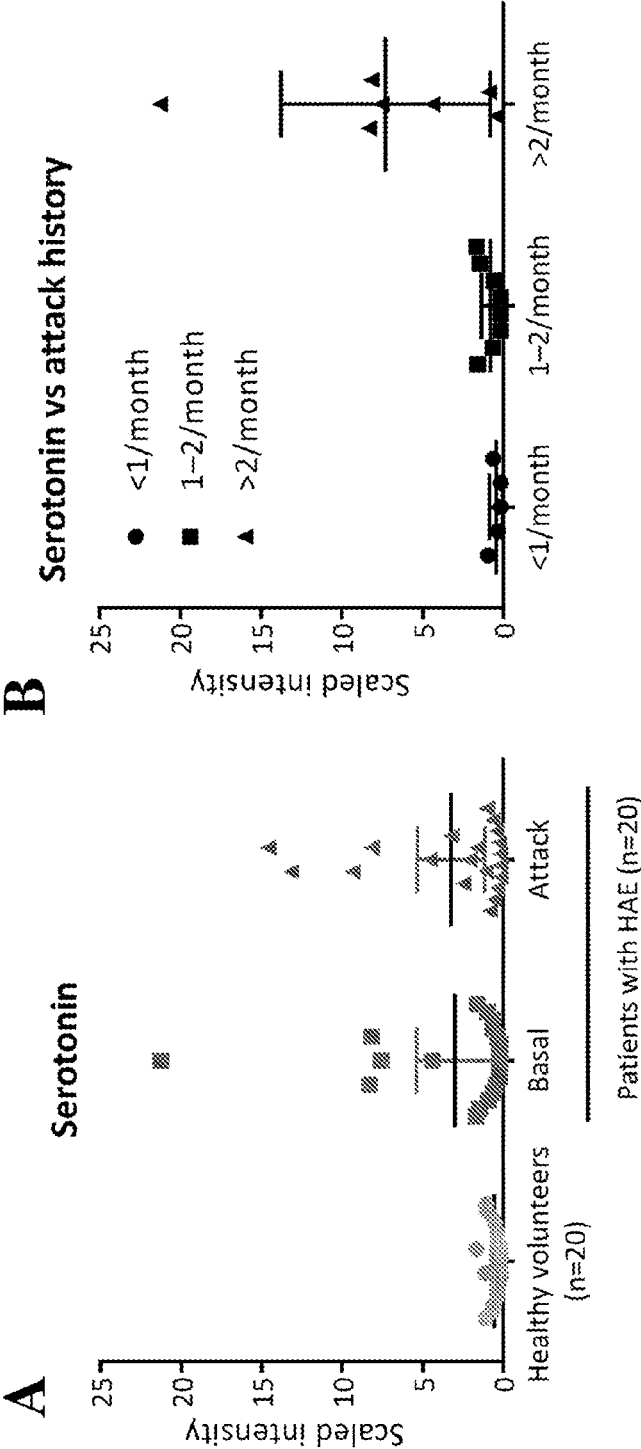 A
Serotonin
Scaled intensity
25
20
15
10
5
0
Healthy volunteers
(n=20)
Basal
Attack
Patients with HAE (n=20)
B
Serotonin vs attack history
<1/month
1–2/month
>2/month
Scaled intensity
25
20
15
10
5
0
<1/month
1–2/month
>2/month